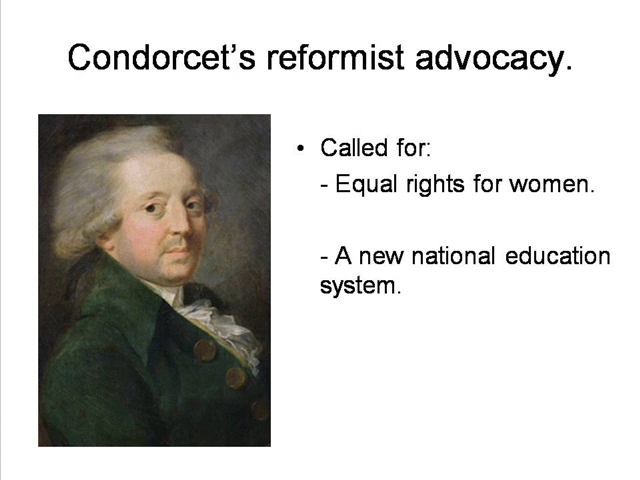 Condorcet’s reformist advocacy.
• Called for:
- Equal rights for women.
- A new national education
system.